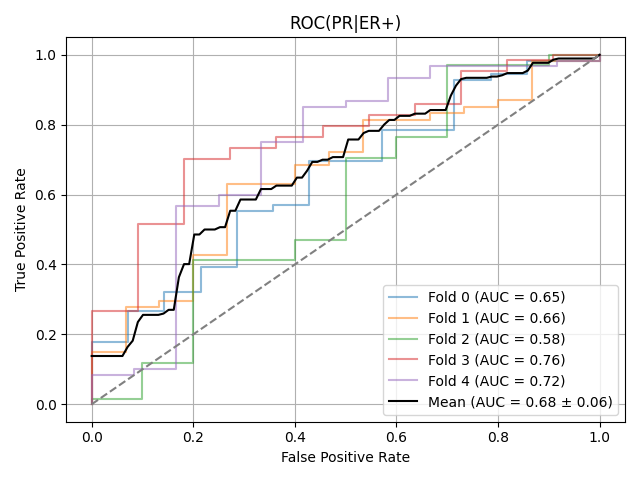 ROC(PR|ER+)
True Positive Rate
1.0
0.8
0.6
0.4
0.2
0.0
Fold 0 (AUC = 0.65)
Fold 1 (AUC = 0.66)
Fold 2 (AUC = 0.58)
Fold 3 (AUC = 0.76)
Fold 4 (AUC = 0.72)
Mean (AUC = 0.68 ± 0.06)
0.0 0.2 0.4 0.6 0.8 1.0
False Positive Rate